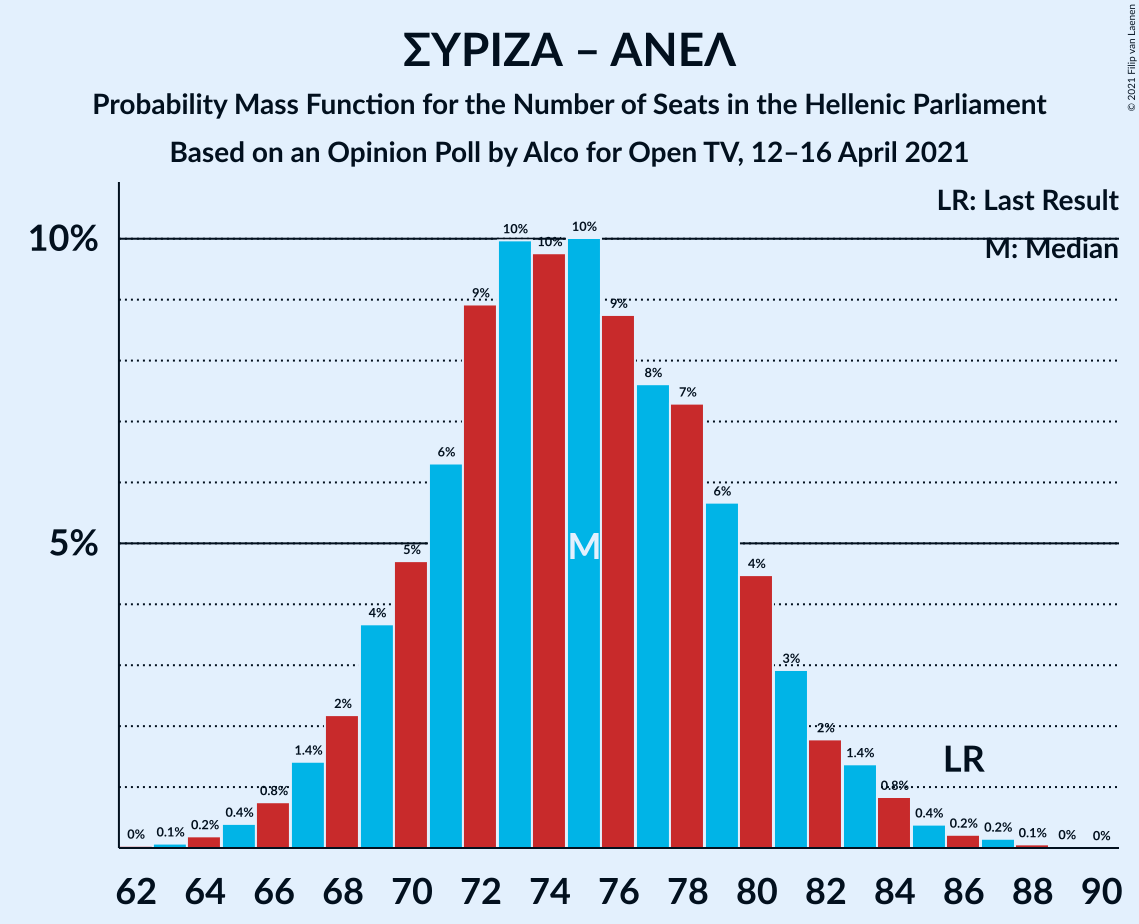 ΣΥΡΙΖΑ – ΑΝΕΛ
Probability Mass Function for the Number of Seats in the Hellenic Parliament
Based on an Opinion Poll by Alco for Open TV, 12–16 April 2021
© 2021 Filip van Laenen
LR: Last Result
M: Median
10%
5%
0% 0.1% 0.2% 0.4% 0.8% 1.4% 2% 4% 5% 6% 9% 10% 10% 10% 9% 8% 7% 6% 4% 3% 2% 1.4% 0.8% 0.4% 0.2% 0.2% 0.1% 0% 0%
M
LR
62 64 66 68 70 72 74 76 78 80 82 84 86 88 90